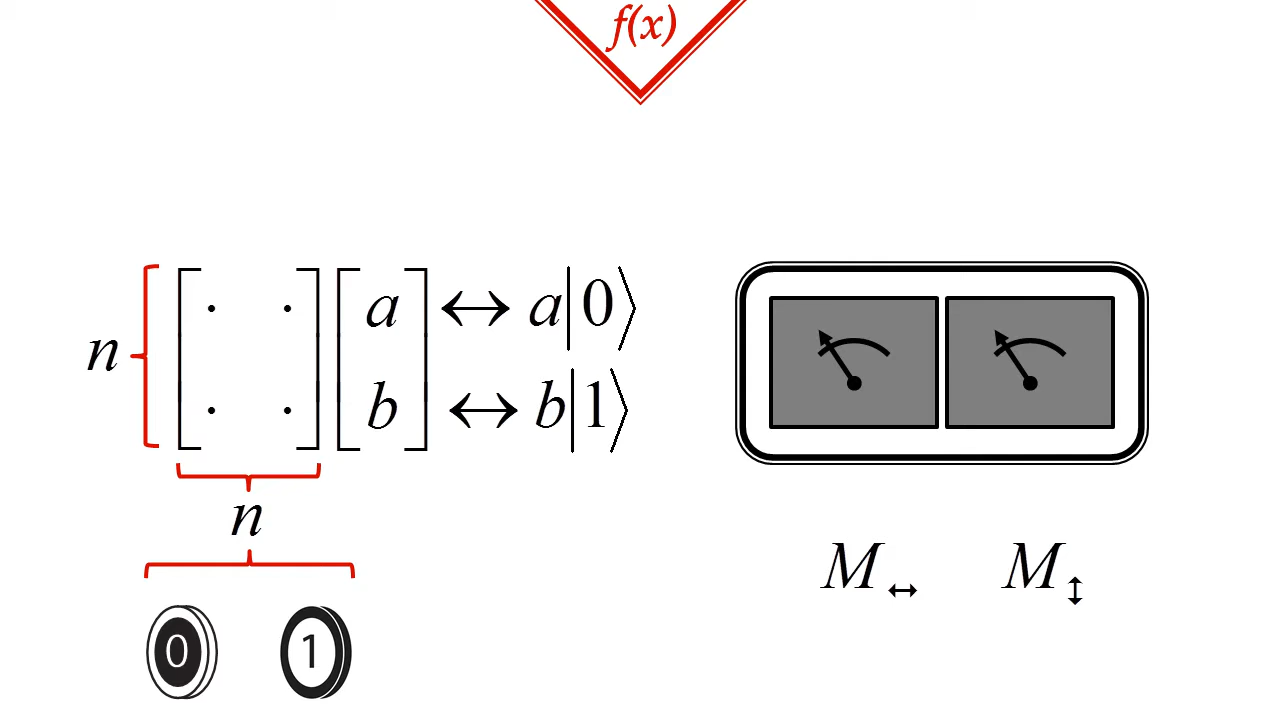 f(x)
n [· ·] [a] ↔ a|0⟩
[· ·] [b] ↔ b|1⟩
n
M↔ M↕
0 1